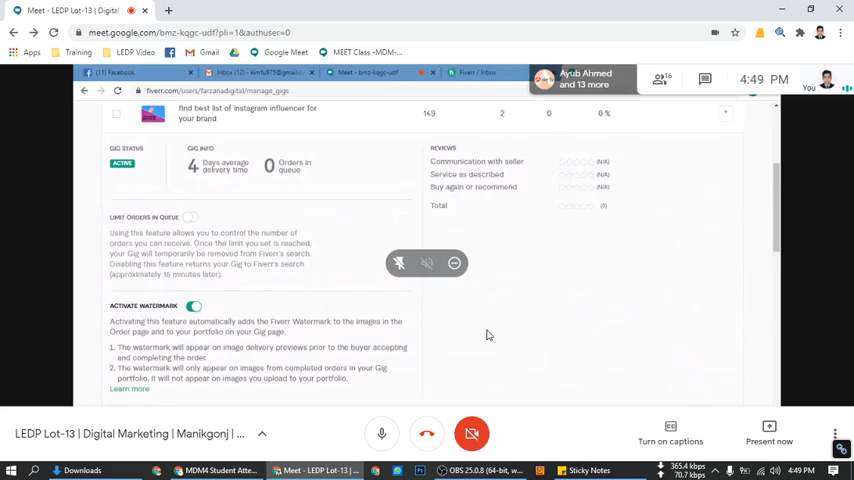 Meet - LEDP Lot-13 | Digital
meet.google.com/bmz-kqgc-udf?pli=1&authuser=0
Apps Training LEDP Video Gmail Google Meet MEET Class -MDM-...
(1) Facebook Inbox (12) - kimfu975@gmail.c Meet - bmz-kqgc-udf Fiverr / Inbox
Ayub Ahmed
and 13 more
16
4:49 PM
You
fiverr.com/users/farzanadigital/manage_gigs
find best list of instagram influencer for
your brand
149 2 0 0 %
GIG STATUS GIG INFO REVIEWS
ACTIVE
4 Days average
delivery time
0 Orders in
queue
Communication with seller (N/A)
Service as described (N/A)
Buy again or recommend (N/A)
Total (0)
LIMIT ORDERS IN QUEUE
Using this feature allows you to control the number of
orders you can receive. Once the limit you set is reached,
your Gig will temporarily be removed from Fiverr's search.
Disabling this feature returns your Gig to Fiverr's search
(approximately 15 minutes later).
ACTIVATE WATERMARK
Activating this feature automatically adds the Fiverr Watermark to the images in the
Order page and to your portfolio on your Gig page.
1. The watermark will appear on image delivery previews prior to the buyer accepting
and completing the order.
2. The watermark will only appear on images from completed orders in your Gig
portfolio. It will not appear on images you upload to your portfolio.
Learn more
LEDP Lot-13 | Digital Marketing | Manikgonj | ...
Turn on captions
Present now
Downloads MDM4 Student Atte... Meet - LEDP Lot-13 |... Ps OBS 25.0.8 (64-bit, w... Sticky Notes
365.4 kbps
70.7 kbps
4:49 PM